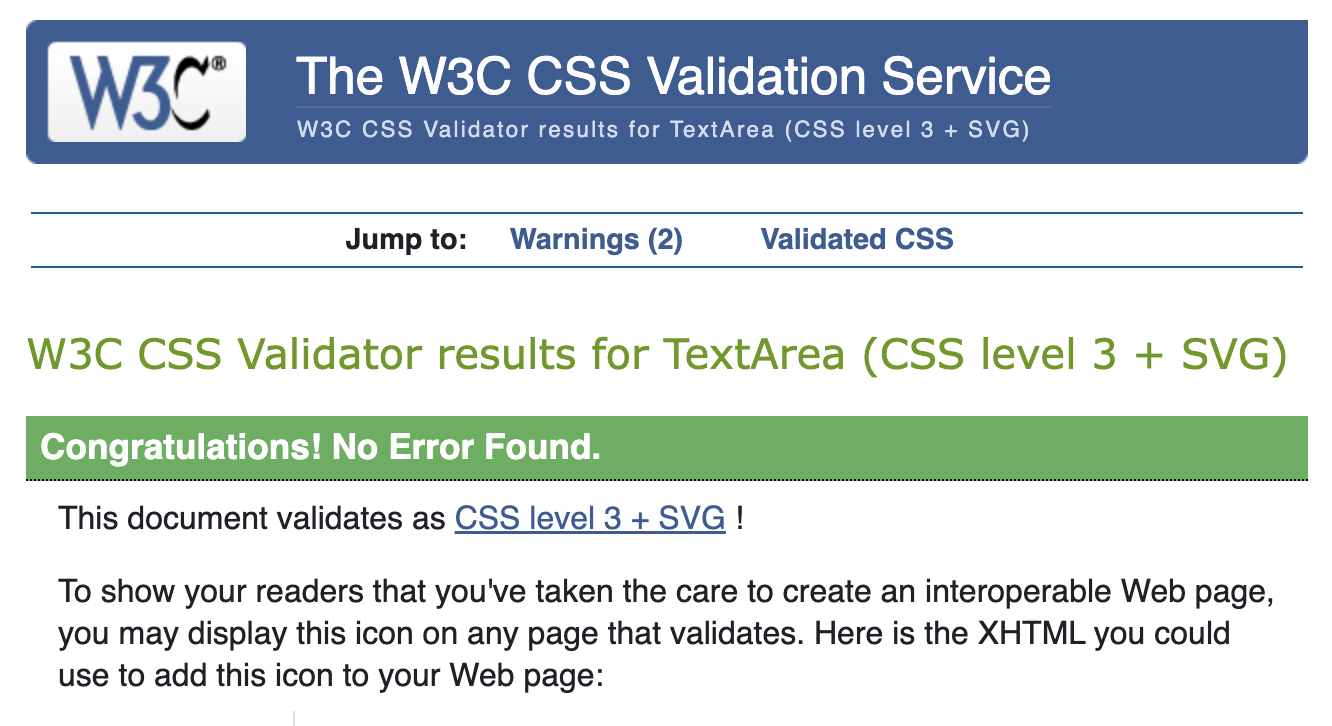 W3C®
The W3C CSS Validation Service
W3C CSS Validator results for TextArea (CSS level 3 + SVG)
Jump to: Warnings (2) Validated CSS
W3C CSS Validator results for TextArea (CSS level 3 + SVG)
Congratulations! No Error Found.
This document validates as CSS level 3 + SVG !
To show your readers that you've taken the care to create an interoperable Web page,
you may display this icon on any page that validates. Here is the XHTML you could
use to add this icon to your Web page: